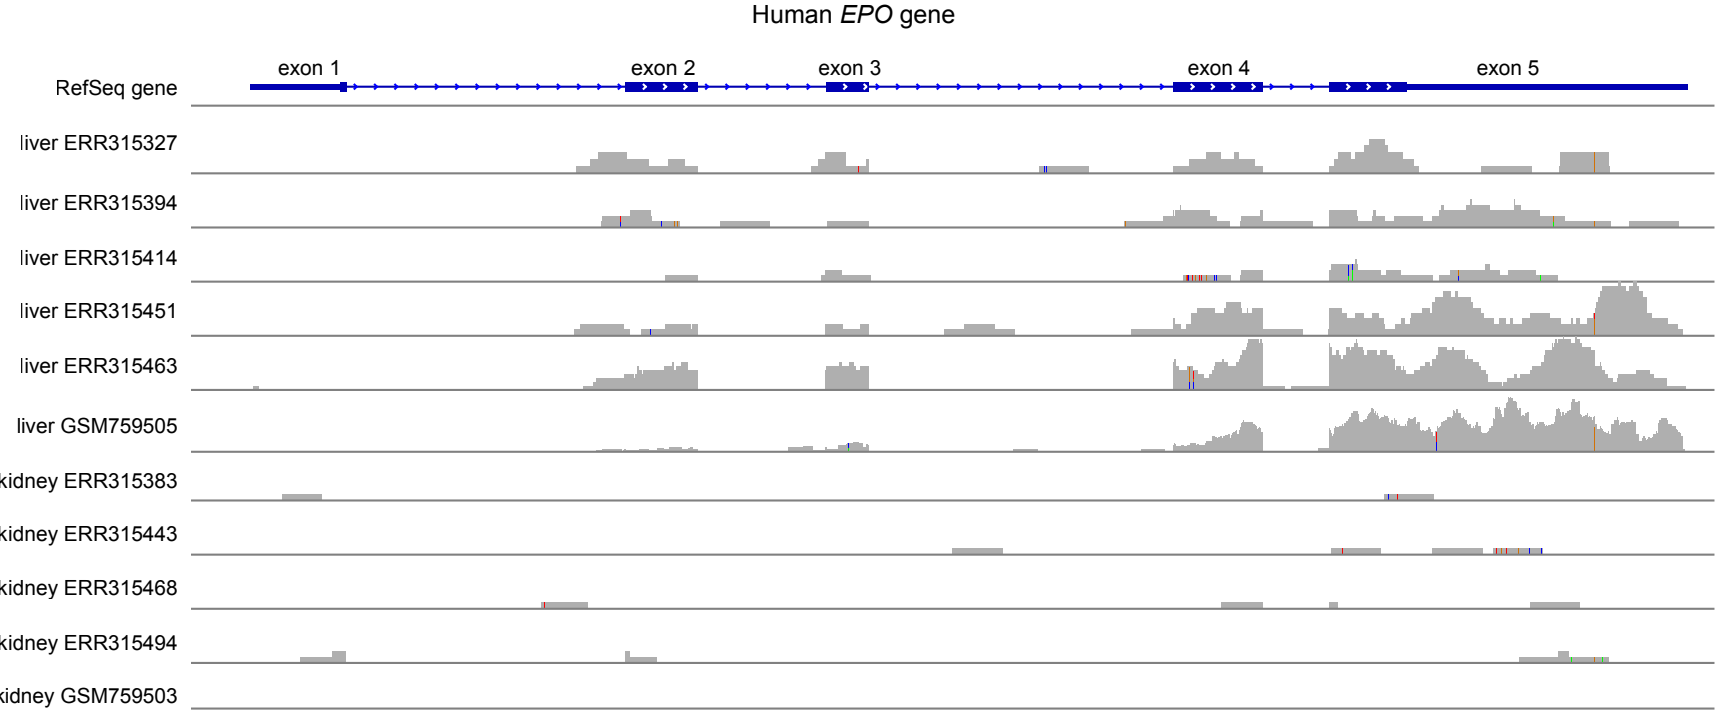 Human EPO gene
exon 1 exon 2 exon 3 exon 4 exon 5
RefSeq gene
liver ERR315327
liver ERR315394
liver ERR315414
liver ERR315451
liver ERR315463
liver GSM759505
kidney ERR315383
kidney ERR315443
kidney ERR315468
kidney ERR315494
kidney GSM759503